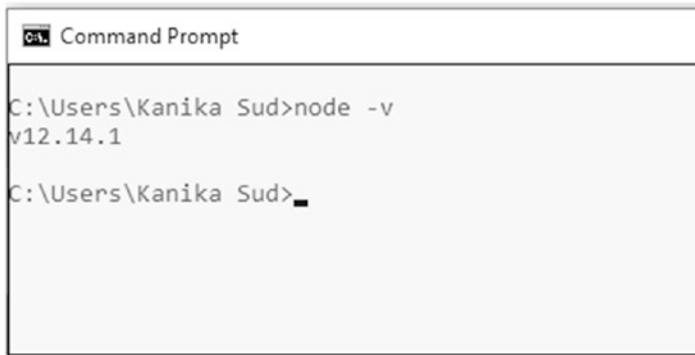 Command Prompt
C:\Users\Kanika Sud>node -v
v12.14.1
C:\Users\Kanika Sud>